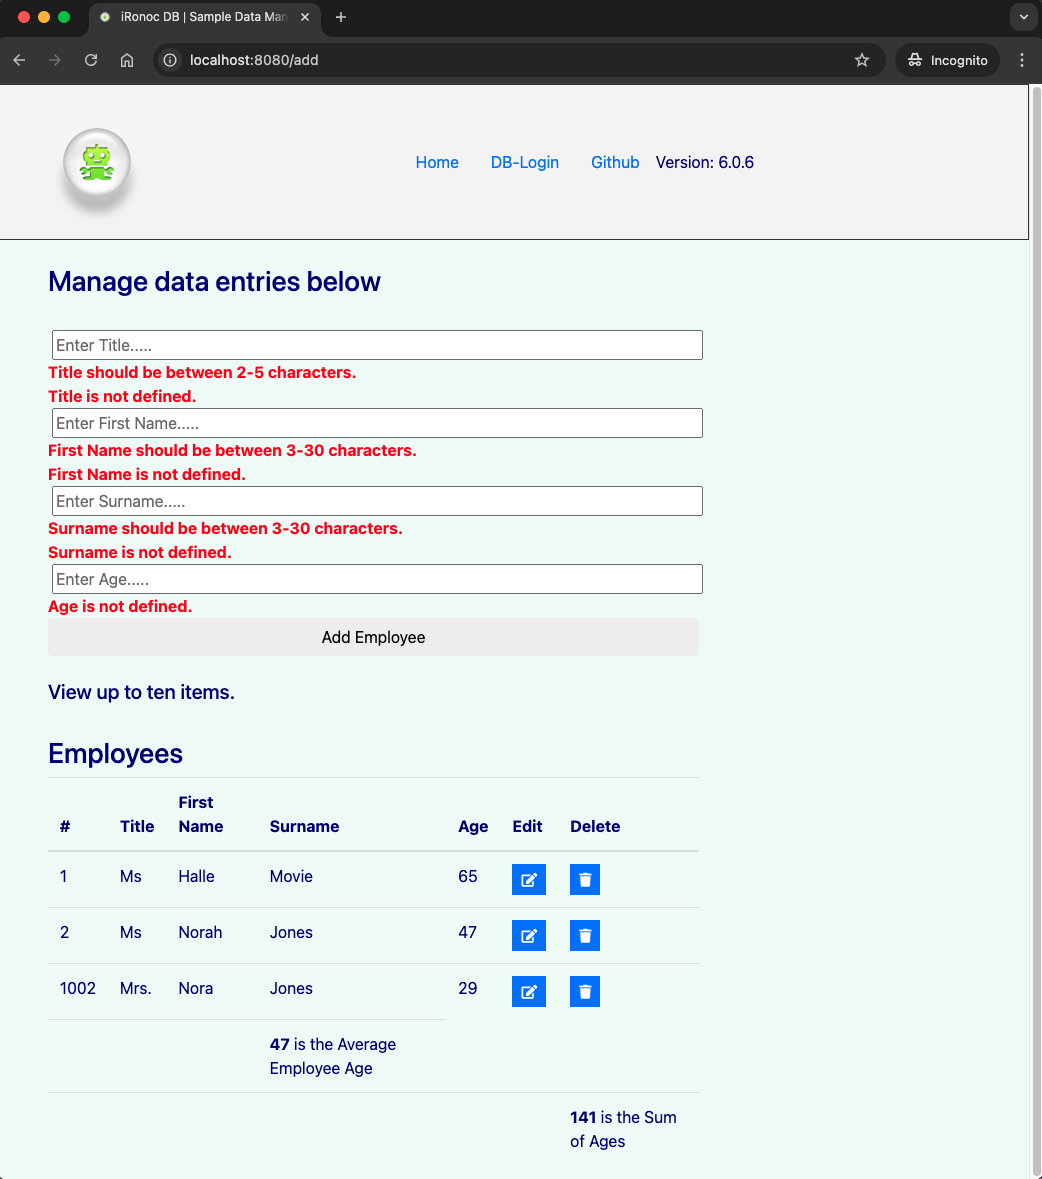 iRonoc DB | Sample Data Man
localhost:8080/add
Incognito
Home DB-Login Github Version: 6.0.6
Manage data entries below
Enter Title.....
Title should be between 2-5 characters.
Title is not defined.
Enter First Name.....
First Name should be between 3-30 characters.
First Name is not defined.
Enter Surname.....
Surname should be between 3-30 characters.
Surname is not defined.
Enter Age.....
Age is not defined.
Add Employee
View up to ten items.
Employees
# Title First Name Surname Age Edit Delete
1 Ms Halle Movie 65
2 Ms Norah Jones 47
1002 Mrs. Nora Jones 29
47 is the Average
Employee Age
141 is the Sum
of Ages